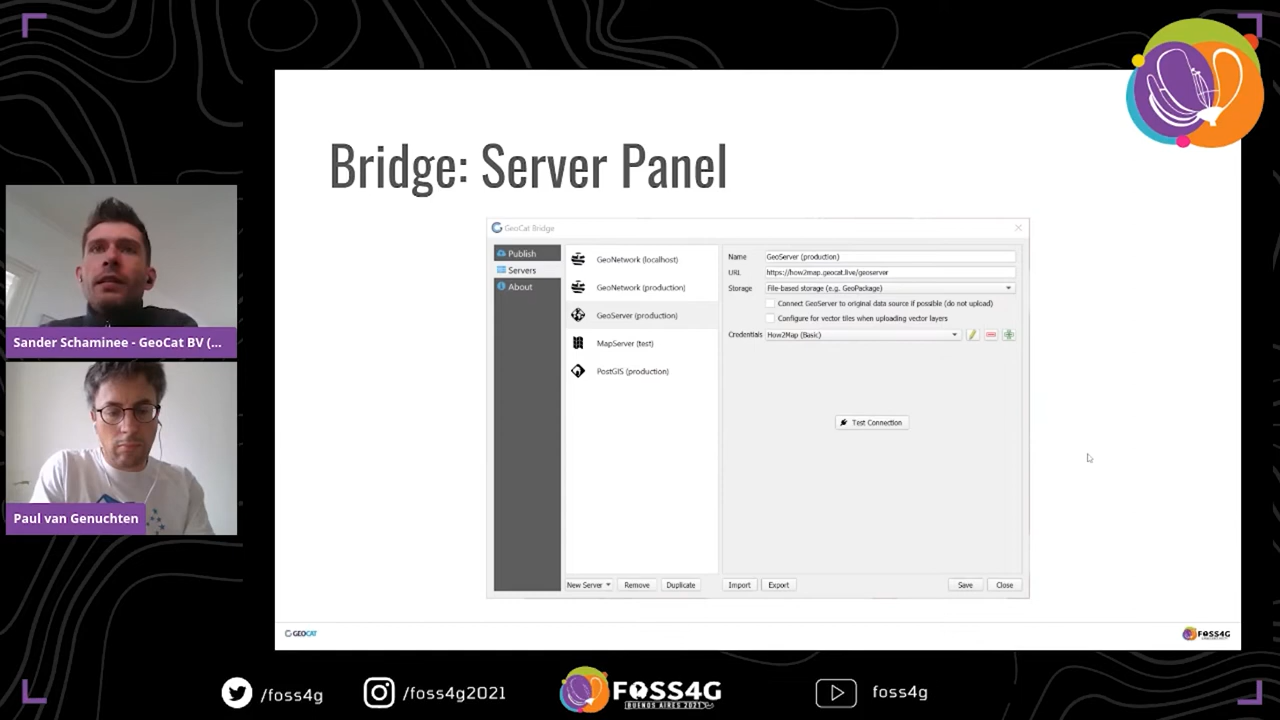 Bridge: Server Panel
GeoCat Bridge
Publish
Servers
About
GeoNetwork (localhost)
GeoNetwork (production)
GeoServer (production)
MapServer (test)
PostGIS (production)
Name GeoServer (production)
URL https://how2map.geocat.live/geoserver
Storage File-based storage (e.g. GeoPackage)
Connect GeoServer to original data source if possible (do not upload)
Configure for vector tiles when uploading vector layers
Credentials How2Map (Basic)
Test Connection
New Server Remove Duplicate Import Export Save Close
Sander Schaminee - GeoCat BV (...
Paul van Genuchten
GEOCAT
FOSS4G
/foss4g
/foss4g2021
FOSS4G
BUENOS AIRES 2021
foss4g